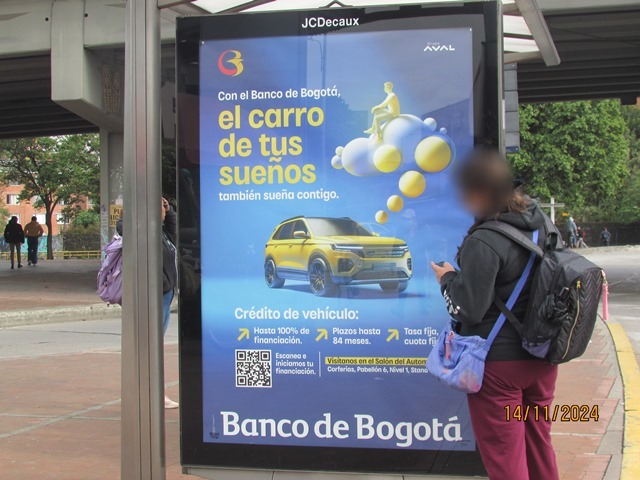 JCDecaux
AVAL
Con el Banco de Bogotá,
el carro
de tus
sueños
también sueña contigo.
Crédito de vehículo:
Hasta 100% de
financiación.
Plazos hasta
84 meses.
Tasa fija,
cuota fij
Escanea e
iniciamos tu
financiación.
Visítanos en el Salón del Autom
Corferias, Pabellón 6, Nivel 1, Stand
Banco de Bogotá
14/11/2024